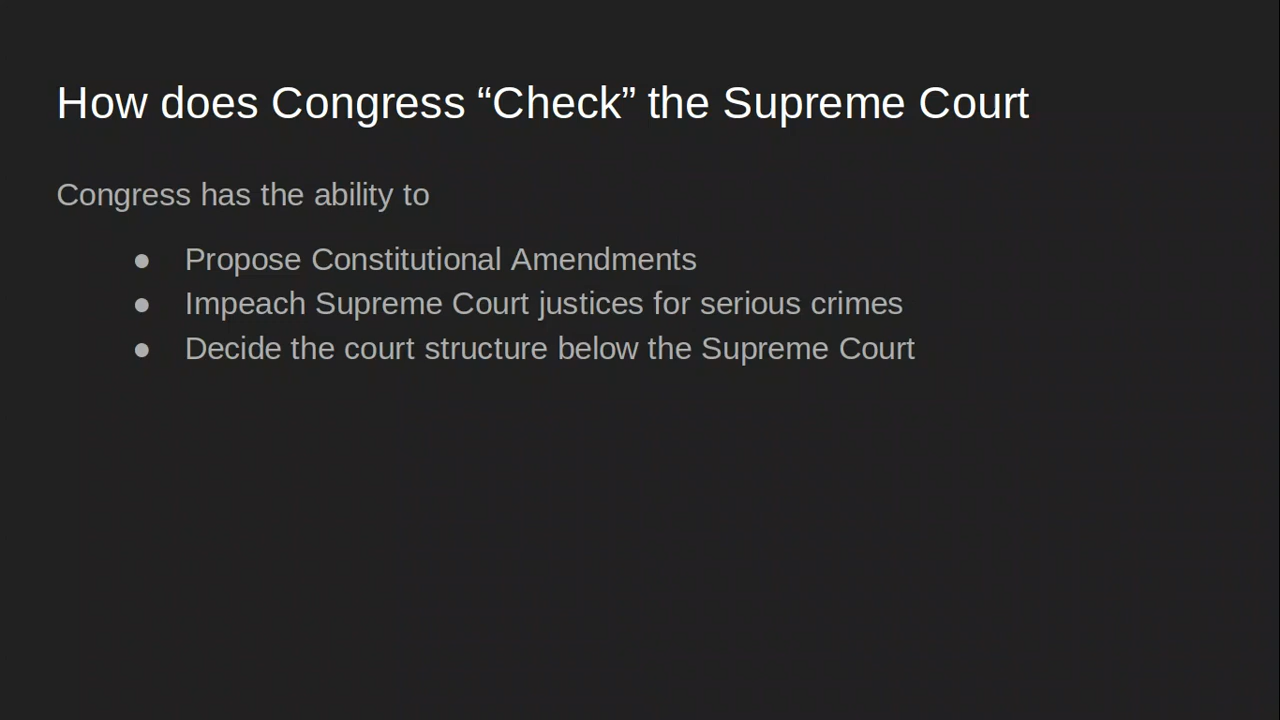 How does Congress “Check” the Supreme Court
Congress has the ability to
● Propose Constitutional Amendments
● Impeach Supreme Court justices for serious crimes
● Decide the court structure below the Supreme Court